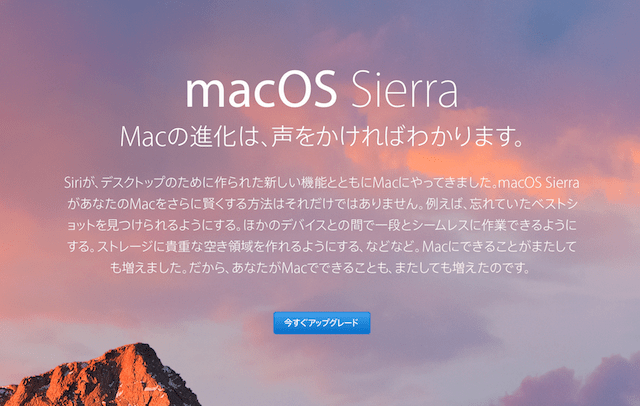 macOS Sierra
Macの進化は、声をかければわかります。
Siriが、デスクトップのために作られた新しい機能とともにMacにやってきました。macOS Sierra
があなたのMacをさらに賢くする方法はそれだけではありません。例えば、忘れていたベストシ
ョットを見つけられるようにする。ほかのデバイスとの間で一段とシームレスに作業できるように
する。ストレージに貴重な空き領域を作れるようにする、などなど。Macにできることがまたして
も増えました。だから、あなたがMacでできることも、またしても増えたのです。
今すぐアップグレード